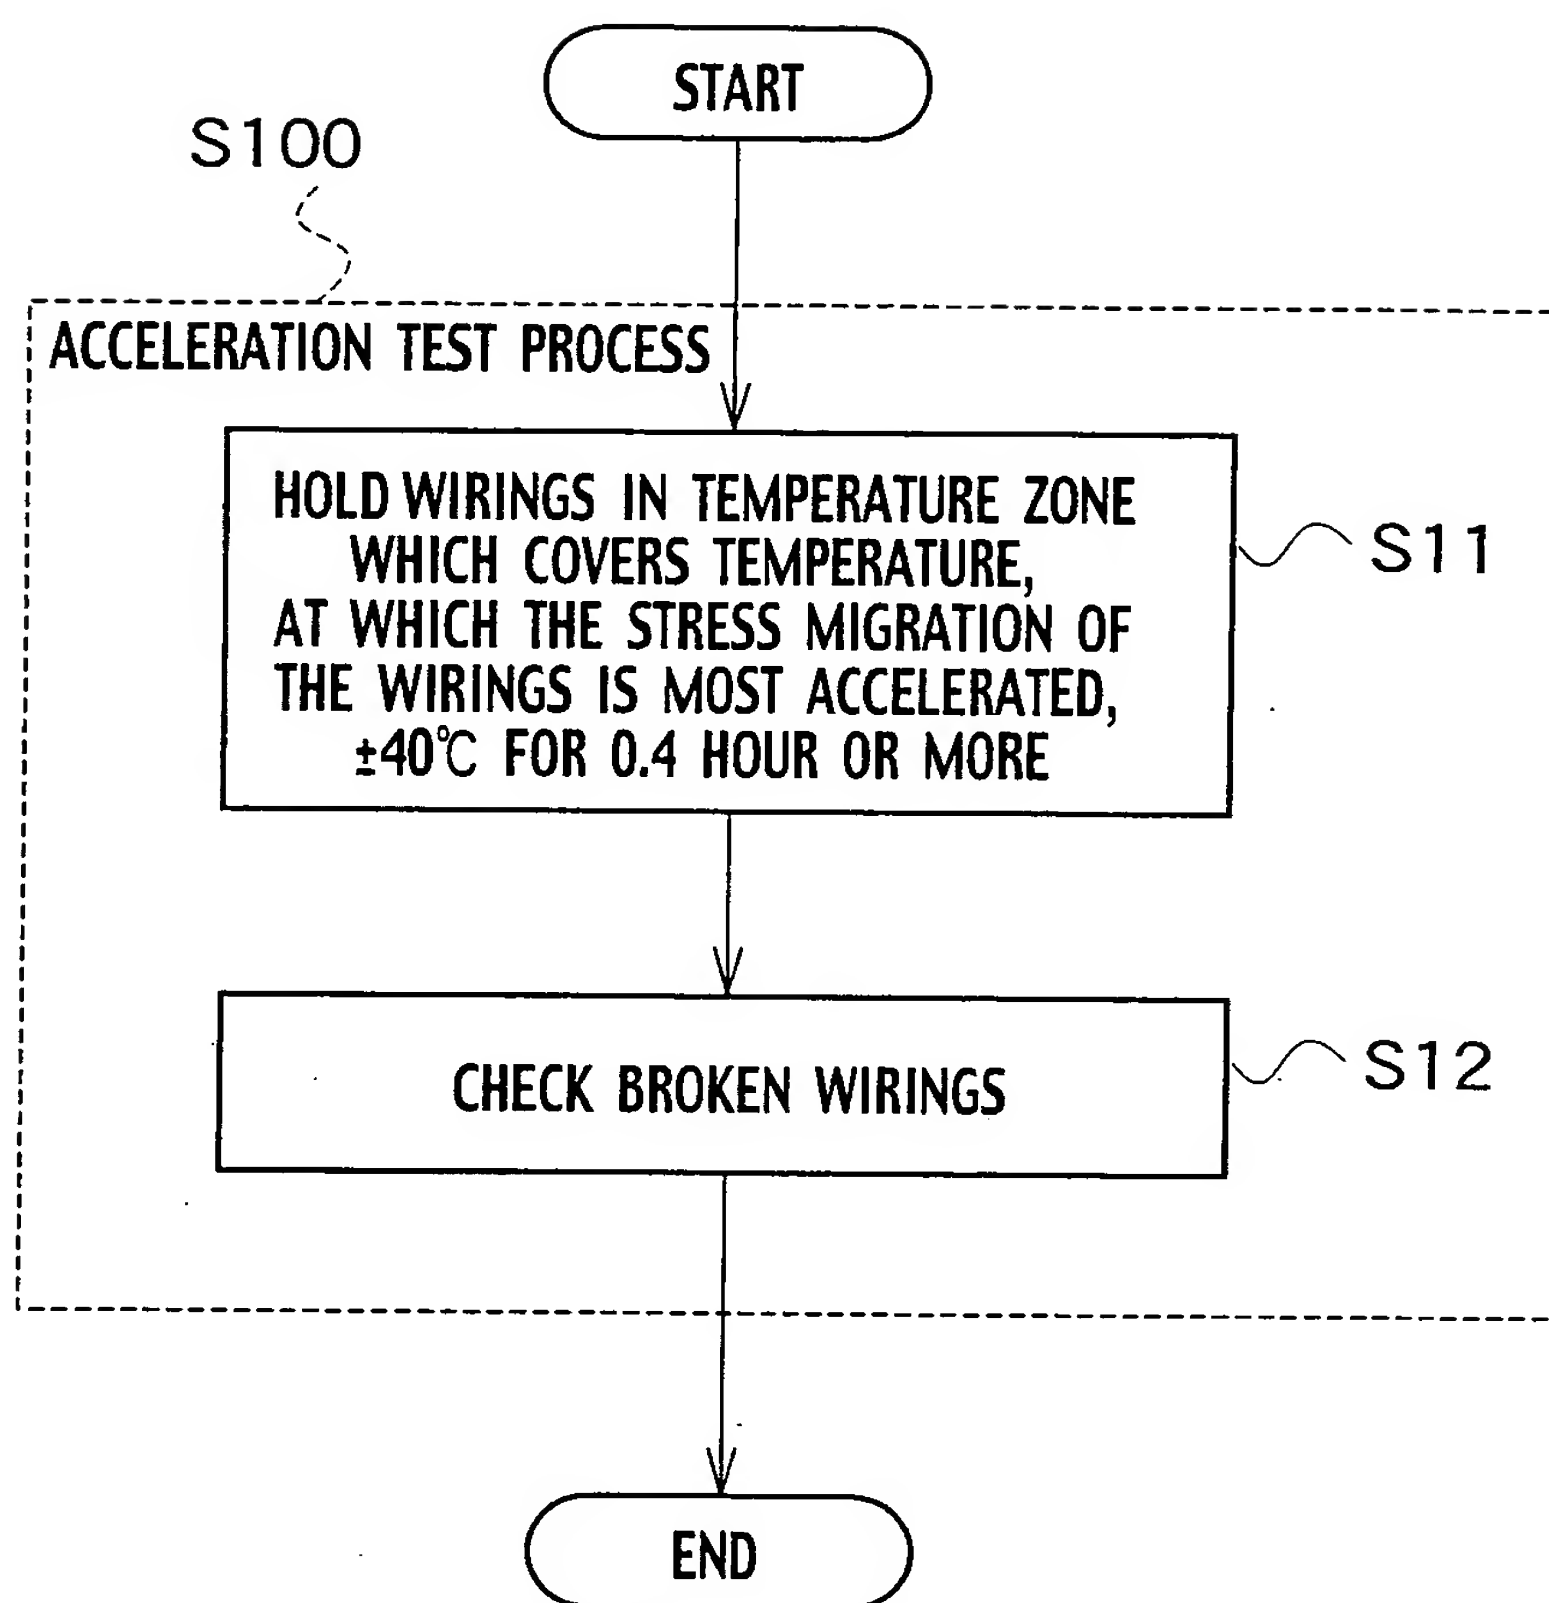 START
S100
ACCELERATION TEST PROCESS
HOLD WIRINGS IN TEMPERATURE ZONE
WHICH COVERS TEMPERATURE,
AT WHICH THE STRESS MIGRATION OF
THE WIRINGS IS MOST ACCELERATED,
±40℃ FOR 0.4 HOUR OR MORE
S11
CHECK BROKEN WIRINGS
S12
END